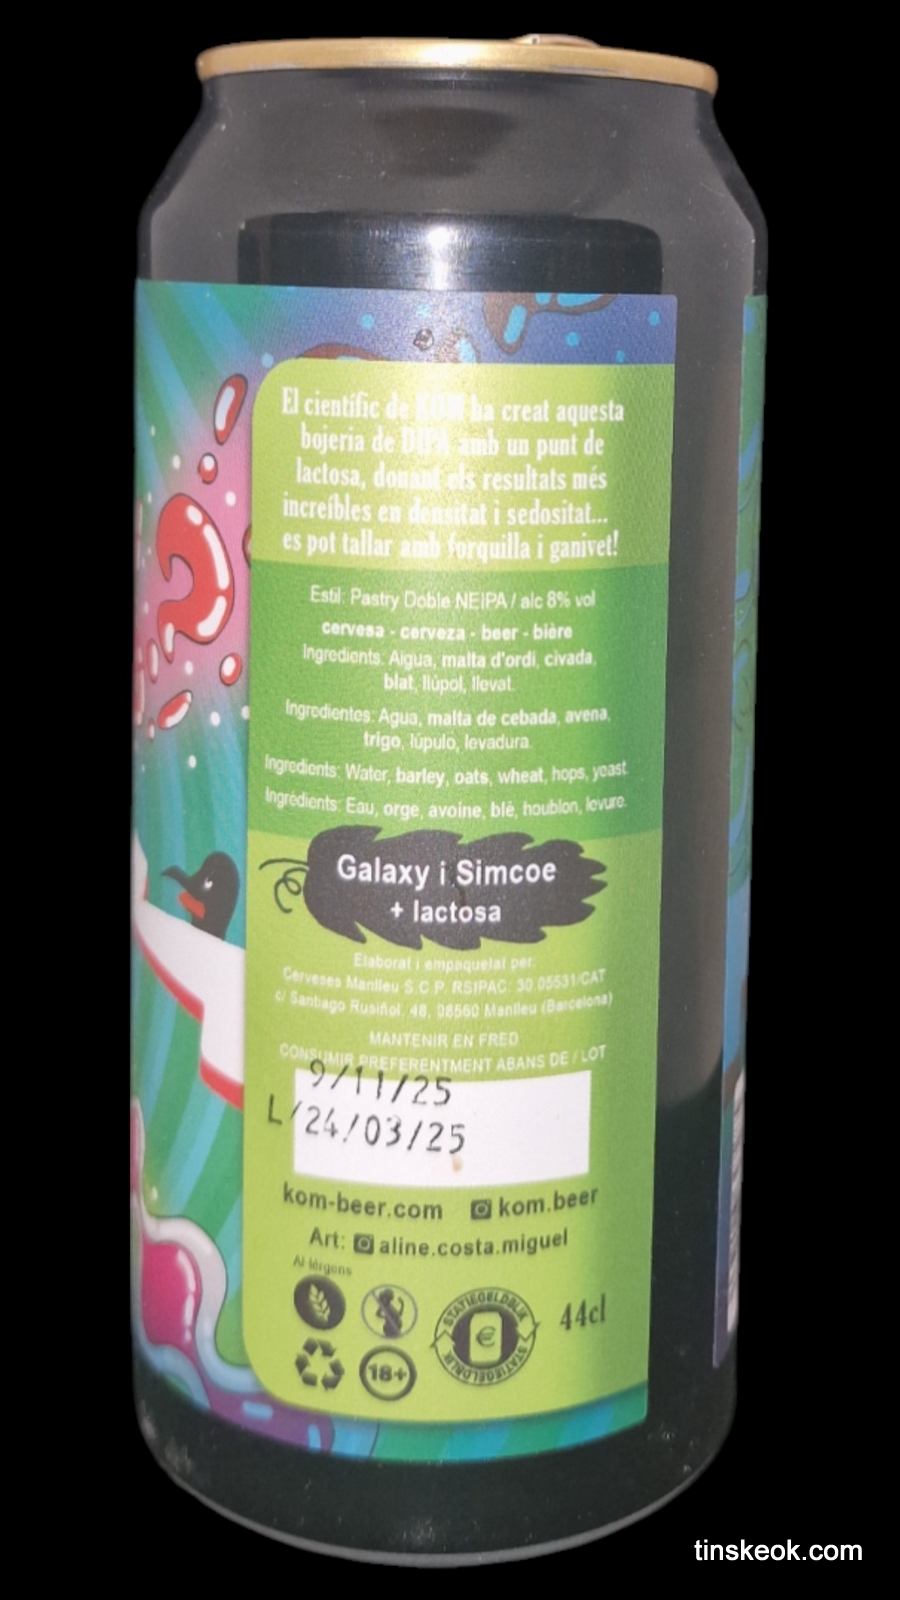 El científic de KOM ha creat aquesta
bojeria de DIPA amb un punt de
lactosa, donant els resultats més
increíbles en densitat i sedositat...
es pot tallar amb forquilla i ganivet!
Estil: Pastry Doble NEIPA / alc 8% vol
cervesa - cerveza - beer - bière
Ingredients: Aigua, malta d'ordi, civada,
blat, llúpol, llevat.
Ingredientes: Agua, malta de cebada, avena,
trigo, lúpulo, levadura.
Ingredients: Water, barley, oats, wheat, hops, yeast.
Ingrédients: Eau, orge, avoine, blé, houblon, levure.
Galaxy i Simcoe
+ lactosa
Elaborat i empaquetat per:
Cerveses Manlleu S.C.P. RSIPAC: 30.05531/CAT
c/ Santiago Rusiñol, 48, 08560 Manlleu (Barcelona)
MANTENIR EN FRED
CONSUMIR PREFERENTMENT ABANS DE / LOT
9/11/25
L/24/03/25
kom-beer.com kom.beer
Art: aline.costa.miguel
Al·lèrgens
STATIEGELDBLIK
€
STATIEGELDBLIK
44cl
18+
tinskeok.com